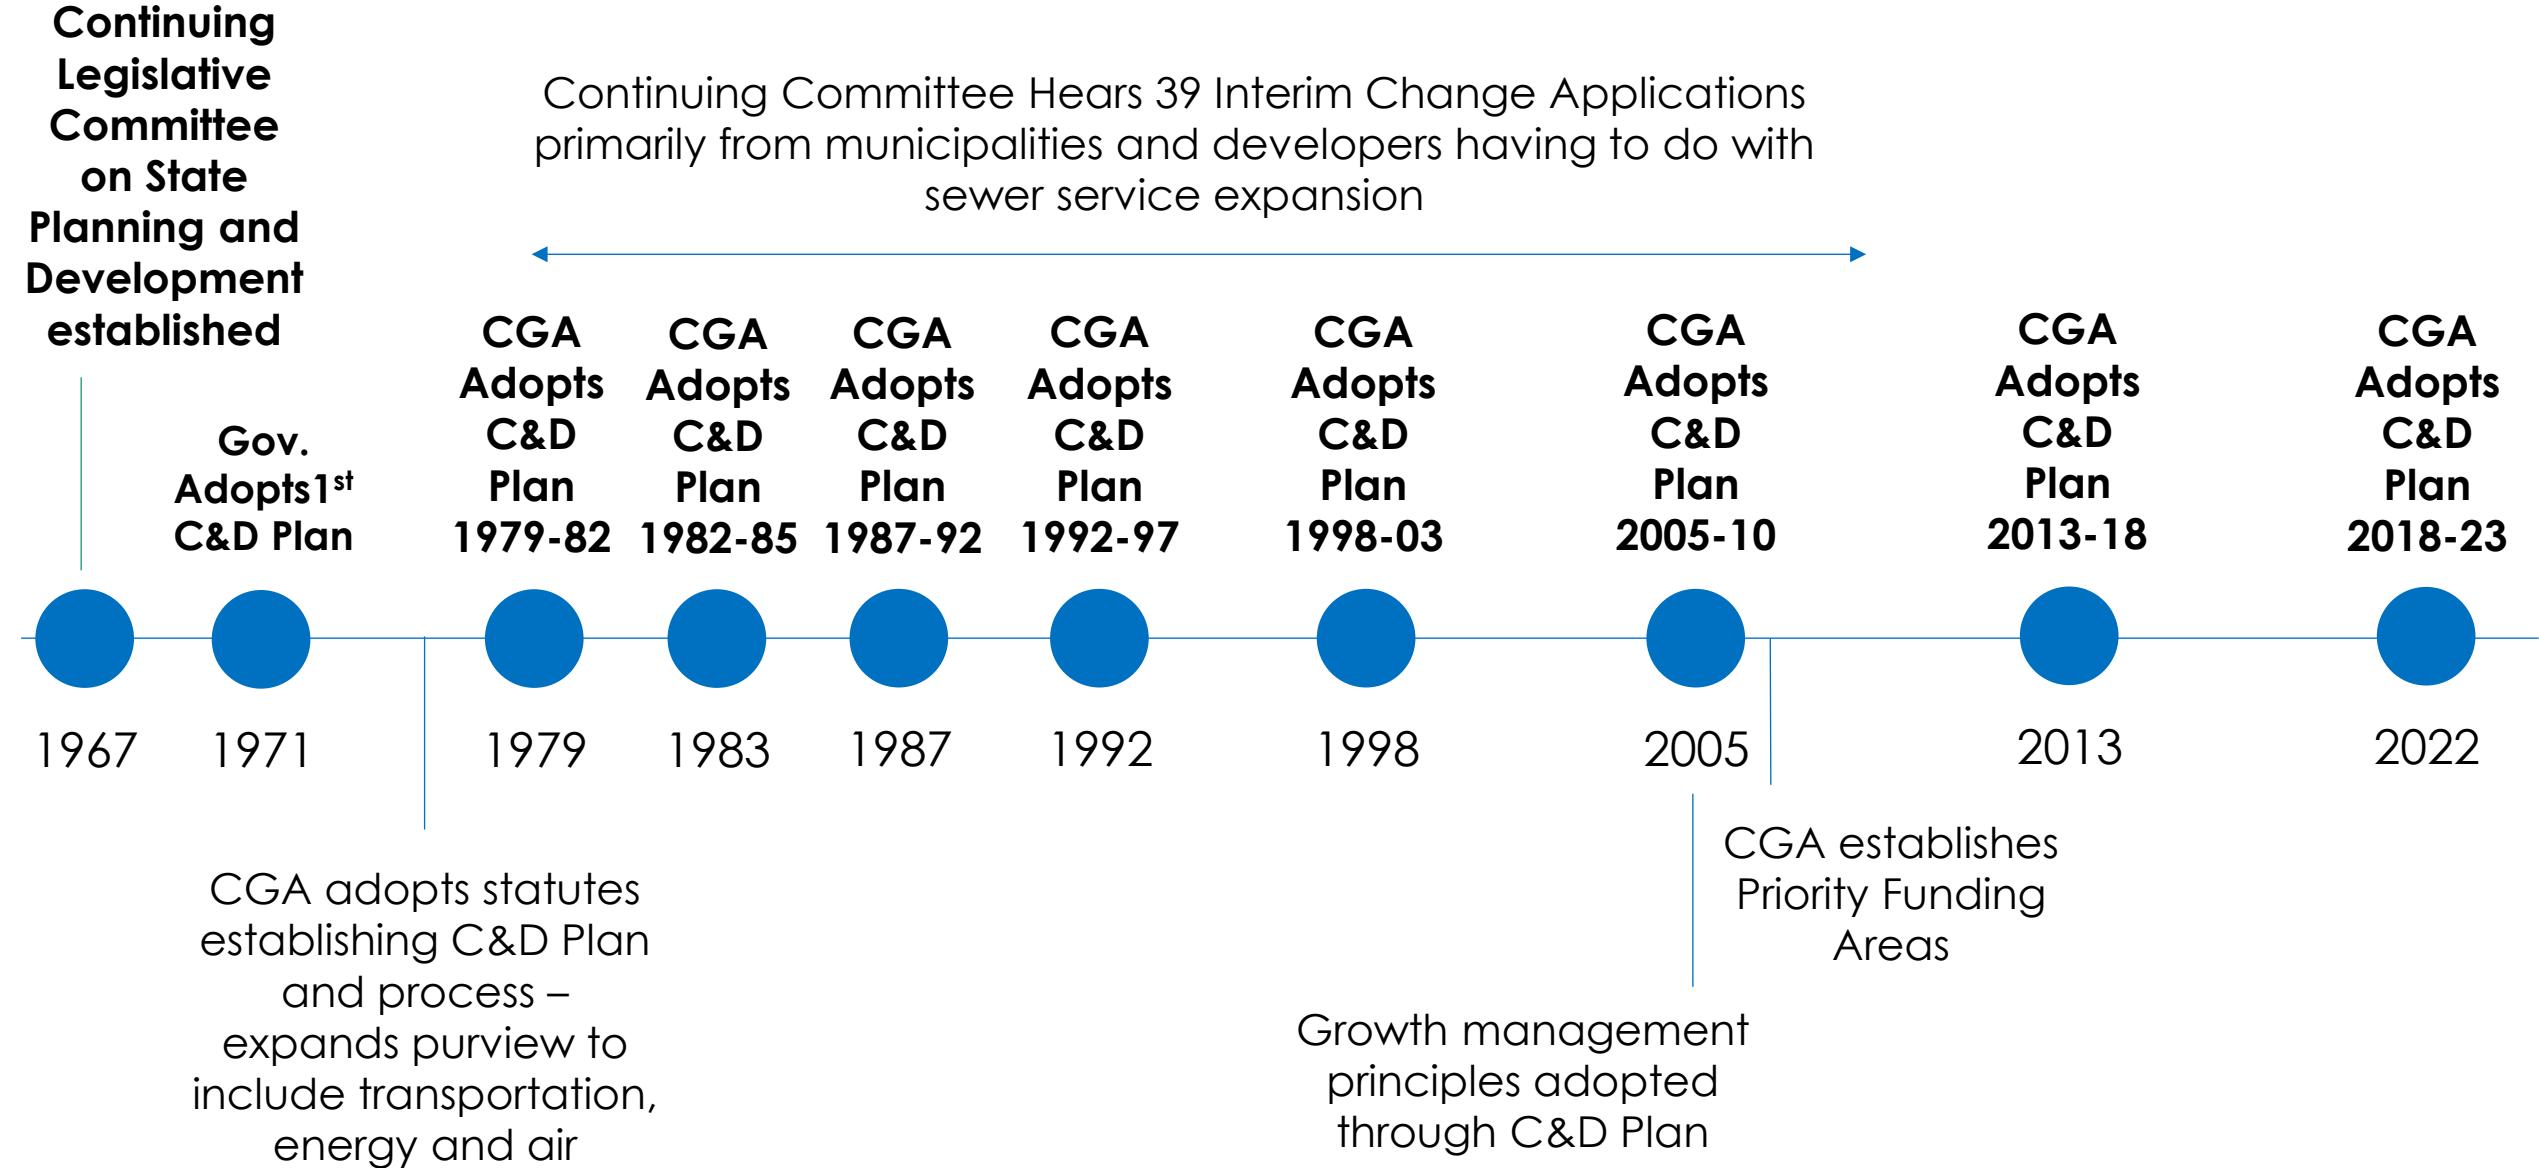 Continuing
Legislative
Committee
on State
Planning and
Development
established
Continuing Committee Hears 39 Interim Change Applications
primarily from municipalities and developers having to do with
sewer service expansion
Gov.
Adopts1st
C&D Plan
CGA
Adopts
C&D
Plan
1979-82
CGA
Adopts
C&D
Plan
1982-85
CGA
Adopts
C&D
Plan
1987-92
CGA
Adopts
C&D
Plan
1992-97
CGA
Adopts
C&D
Plan
1998-03
CGA
Adopts
C&D
Plan
2005-10
CGA
Adopts
C&D
Plan
2013-18
CGA
Adopts
C&D
Plan
2018-23
1967
1971
1979
1983
1987
1992
1998
2005
2013
2022
CGA adopts statutes
establishing C&D Plan
and process –
expands purview to
include transportation,
energy and air
Growth management
principles adopted
through C&D Plan
CGA establishes
Priority Funding
Areas